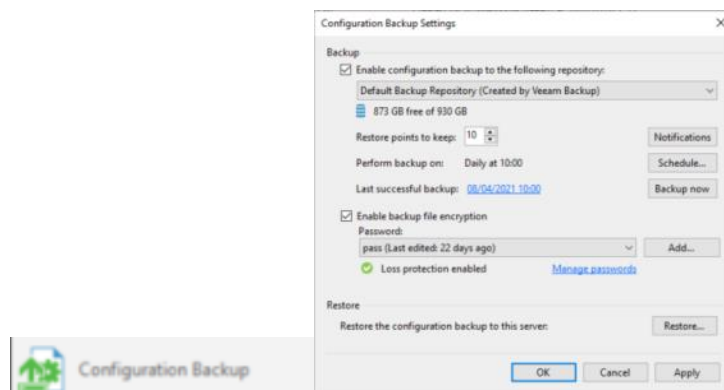 Configuration Backup Settings
Backup
Enable configuration backup to the following repository:
Default Backup Repository (Created by Veeam Backup)
873 GB free of 930 GB
Restore points to keep: 10 Notifications
Perform backup on: Daily at 10:00 Schedule...
Last successful backup: 08/04/2021 10:00 Backup now
Enable backup file encryption
Password:
pass (Last edited: 22 days ago) Add...
Loss protection enabled Manage passwords
Restore
Restore the configuration backup to this server: Restore...
OK Cancel Apply
Configuration Backup